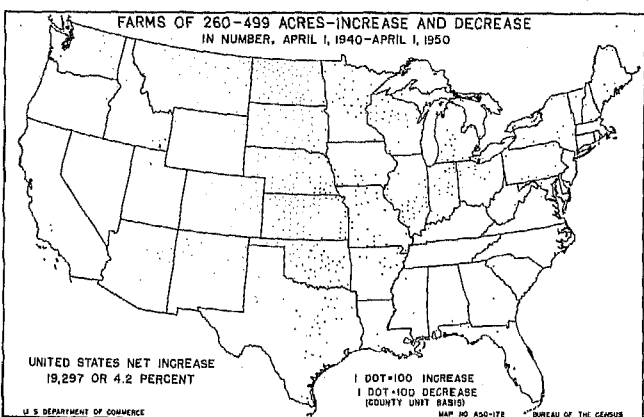 FARMS OF 260-499 ACRES-INCREASE AND DECREASE
IN NUMBER, APRIL 1, 1940-APRIL 1, 1950
UNITED STATES NET INCREASE
19,297 OR 4.2 PERCENT
1 DOT=100 INCREASE
1 DOT=100 DECREASE
(COUNTY UNIT BASIS)
U S DEPARTMENT OF COMMERCE
MAP NO A50-178
BUREAU OF THE CENSUS